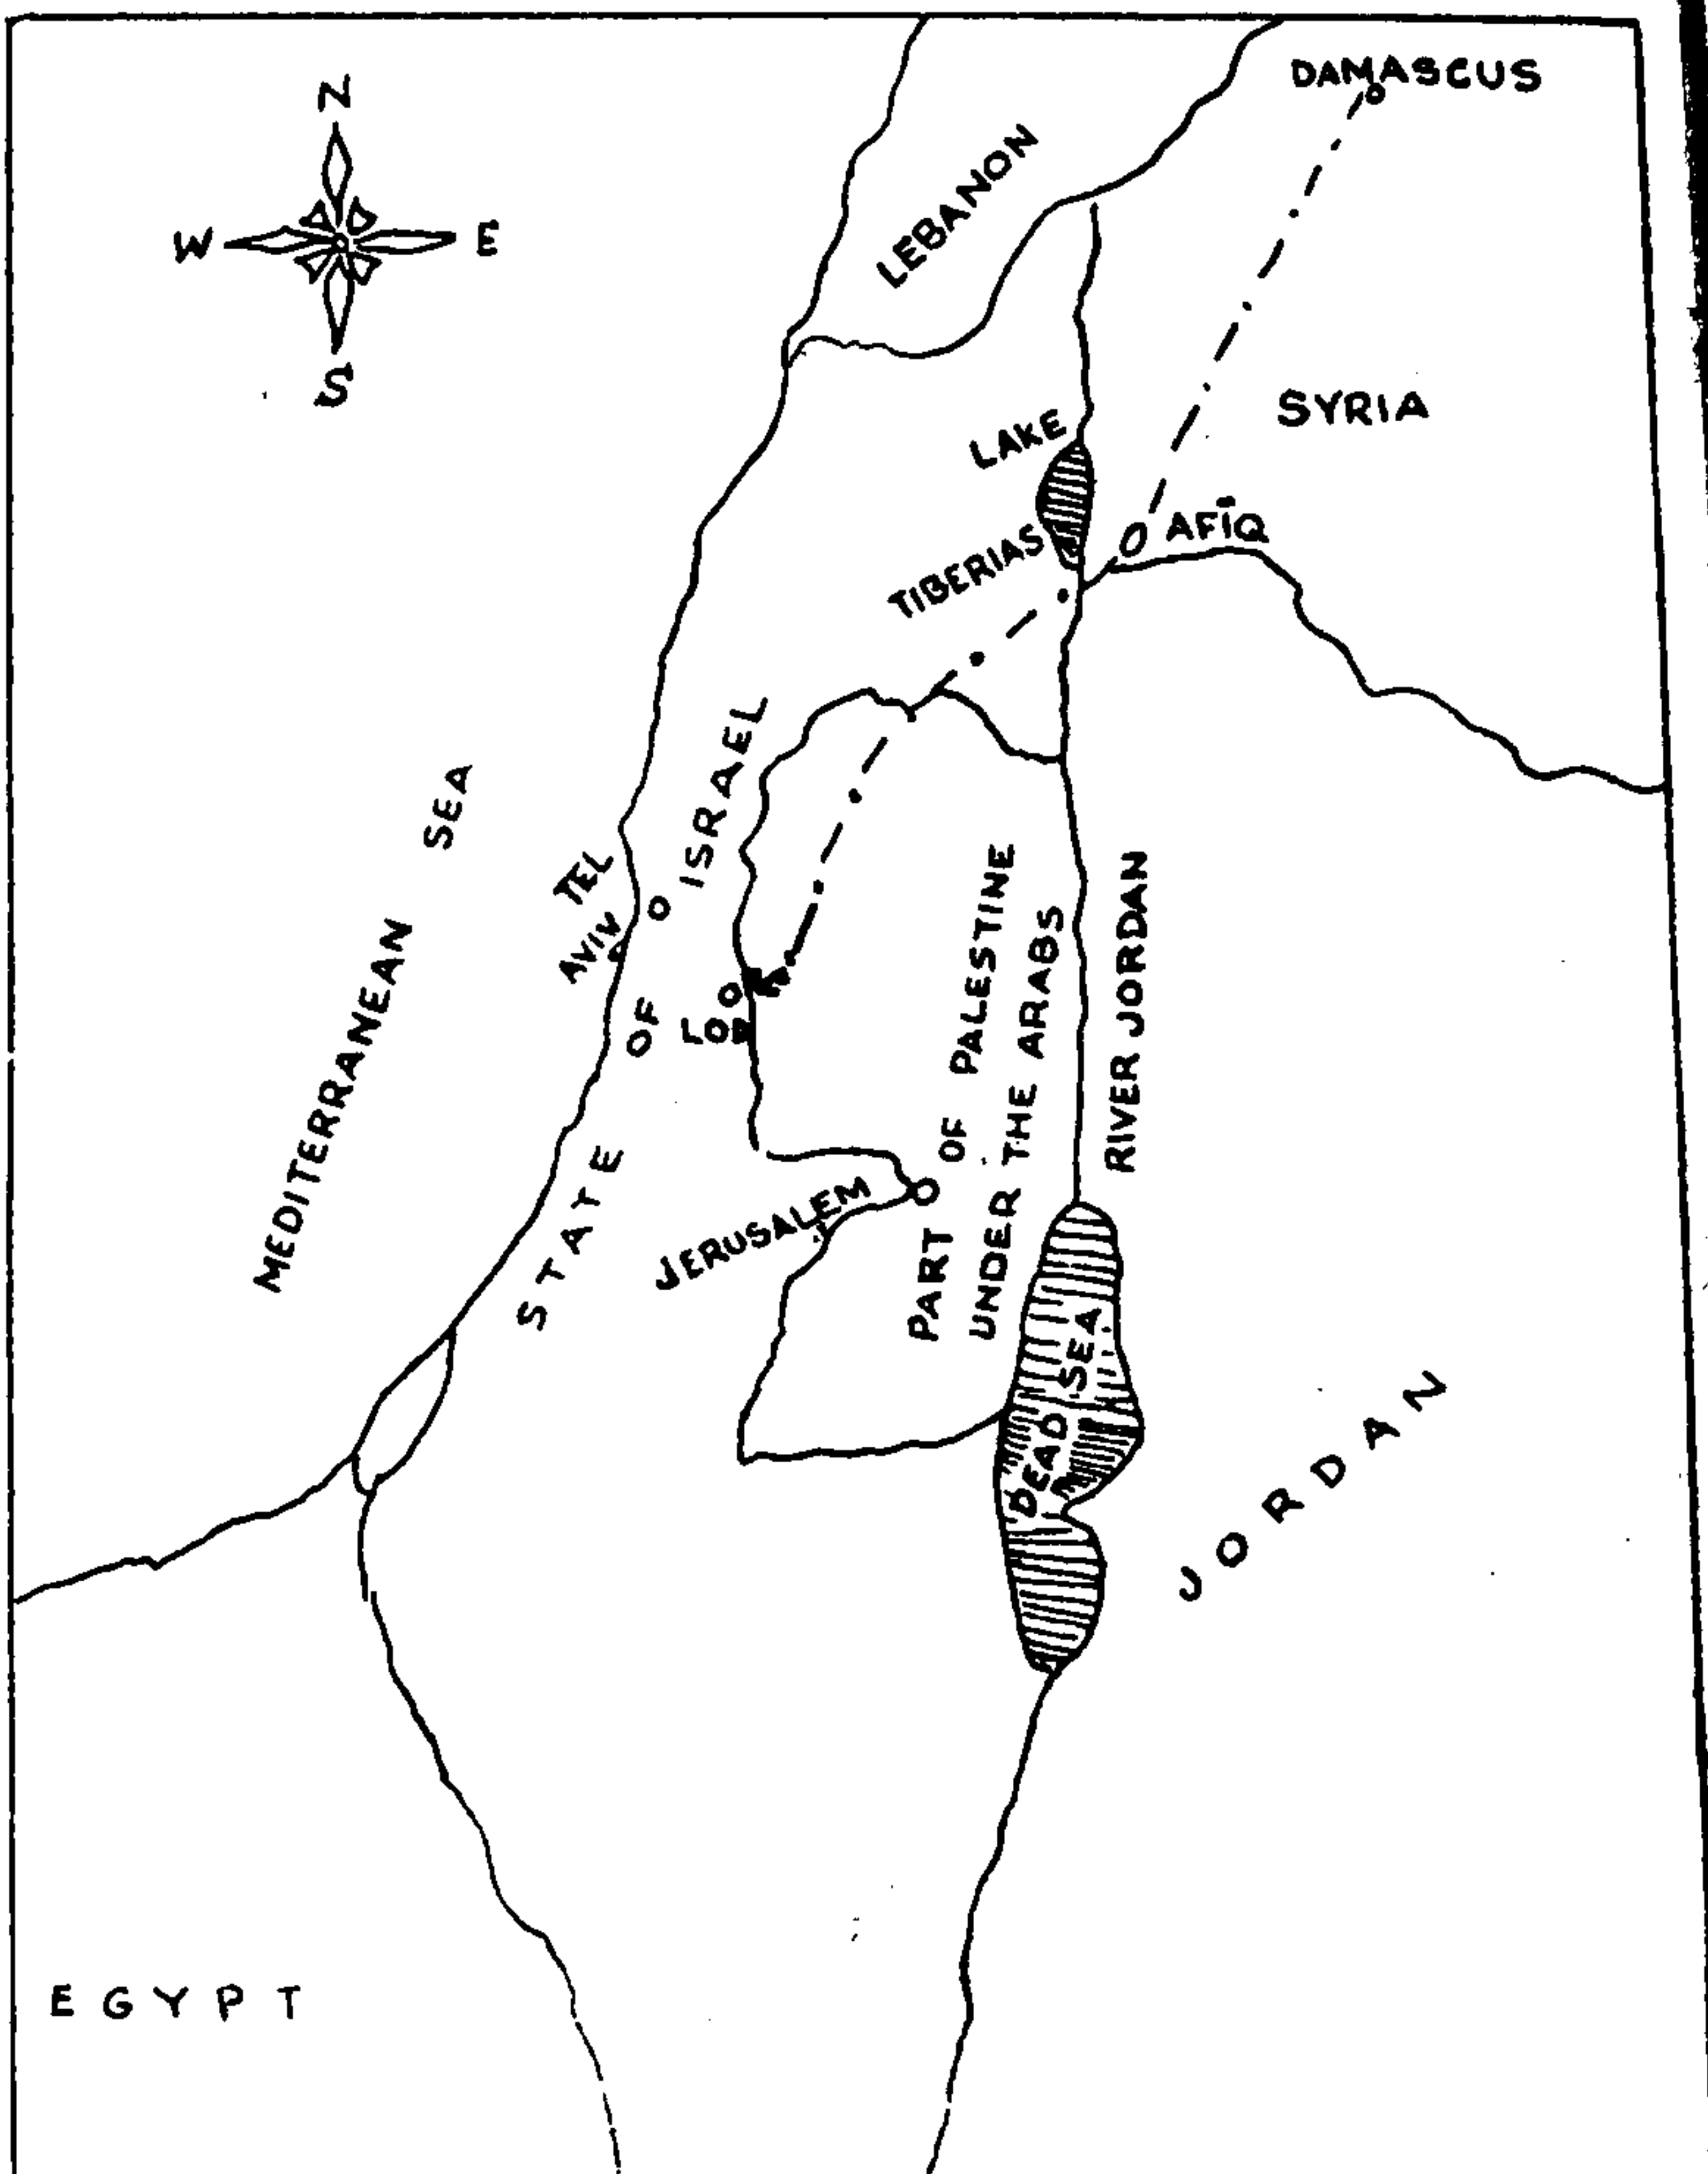 DAMASCUS
N
LEBANON
W
E
S
SYRIA
LAKE
TIBERIAS
AFIQ
MEDITERRANEAN SEA
STATE OF ISRAEL
TEL
AVIV
LOD
PART OF PALESTINE
UNDER THE ARABS
RIVER JORDAN
JERUSALEM
DEAD SEA
JORDAN
EGYPT